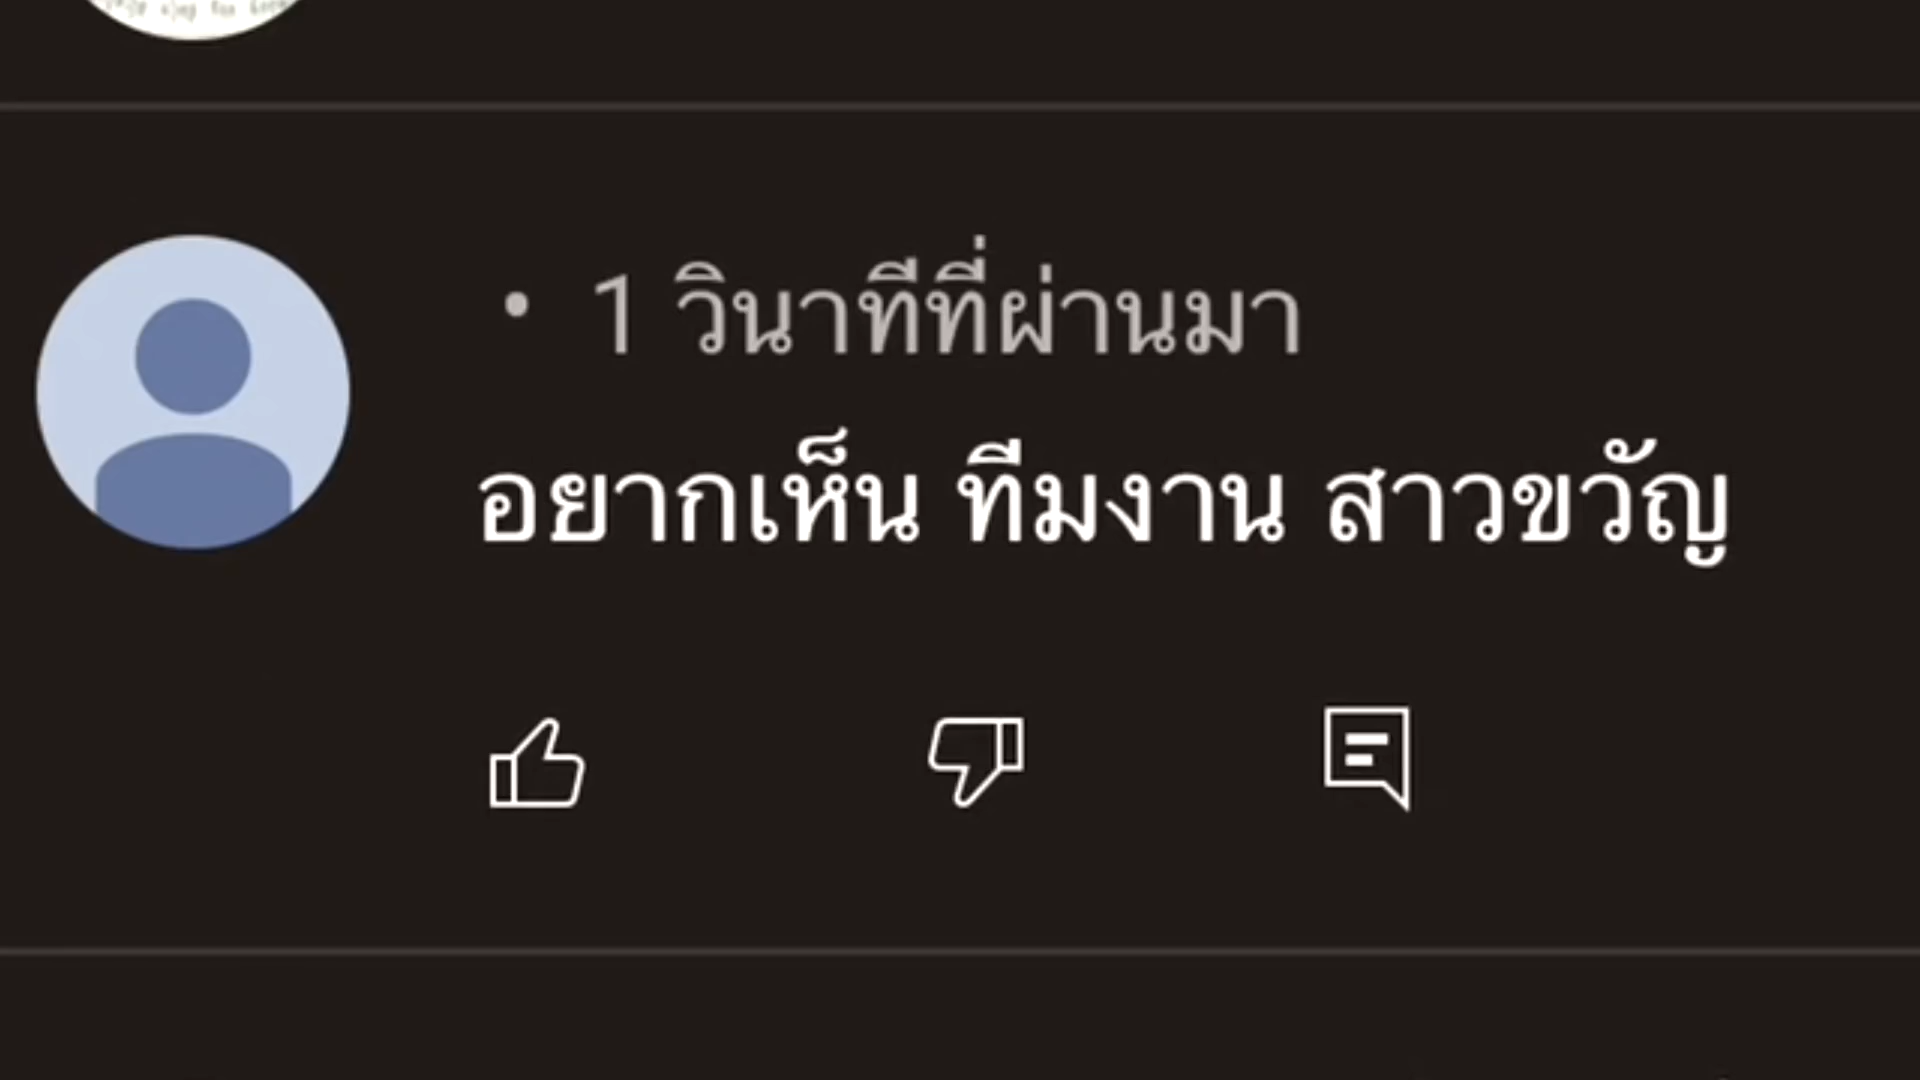 • 1 วินาทีที่ผ่านมา
อยากเห็น ทีมงาน สาวขวัญ